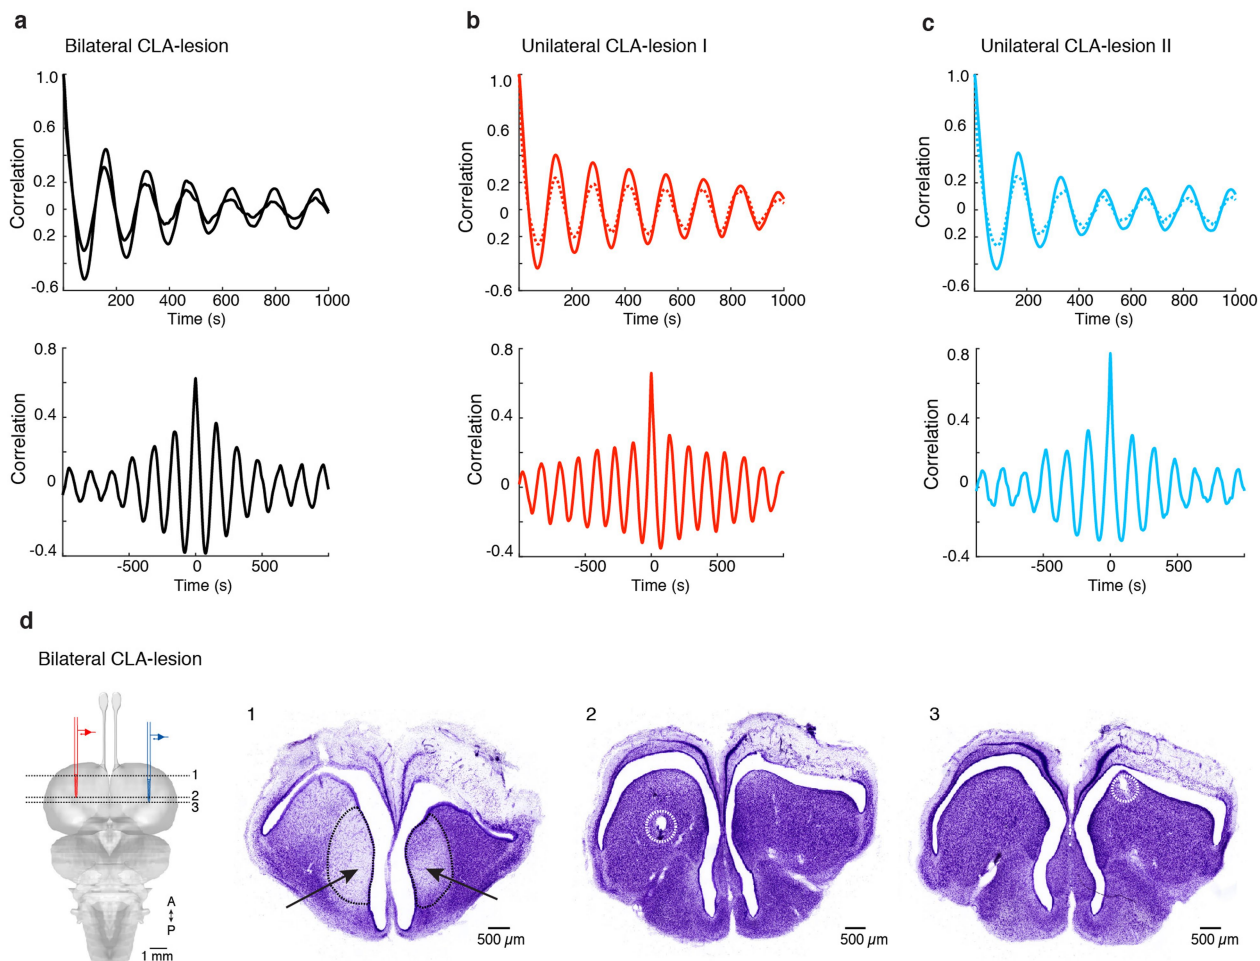 a
Bilateral CLA-lesion
Correlation
1.0
0.6
0.2
0
0.2
-0.6
200
400
600
800
1000
Time (s)
b
Unilateral CLA-lesion I
Correlation
1.0
0.6
0.2
0
0.2
-0.6
200
400
600
800
1000
Time (s)
c
Unilateral CLA-lesion II
Correlation
1.0
0.6
0.2
0
0.2
-0.6
200
400
600
800
1000
Time (s)
Correlation
0.8
0.4
0
-0.4
-500
0
500
Time (s)
Correlation
0.8
0.4
0
-0.4
-500
0
500
Time (s)
Correlation
0.8
0.4
0
-0.4
-500
0
500
Time (s)
d
Bilateral CLA-lesion
1
2
3
A
P
1 mm
1
500 µm
2
500 µm
3
500 µm